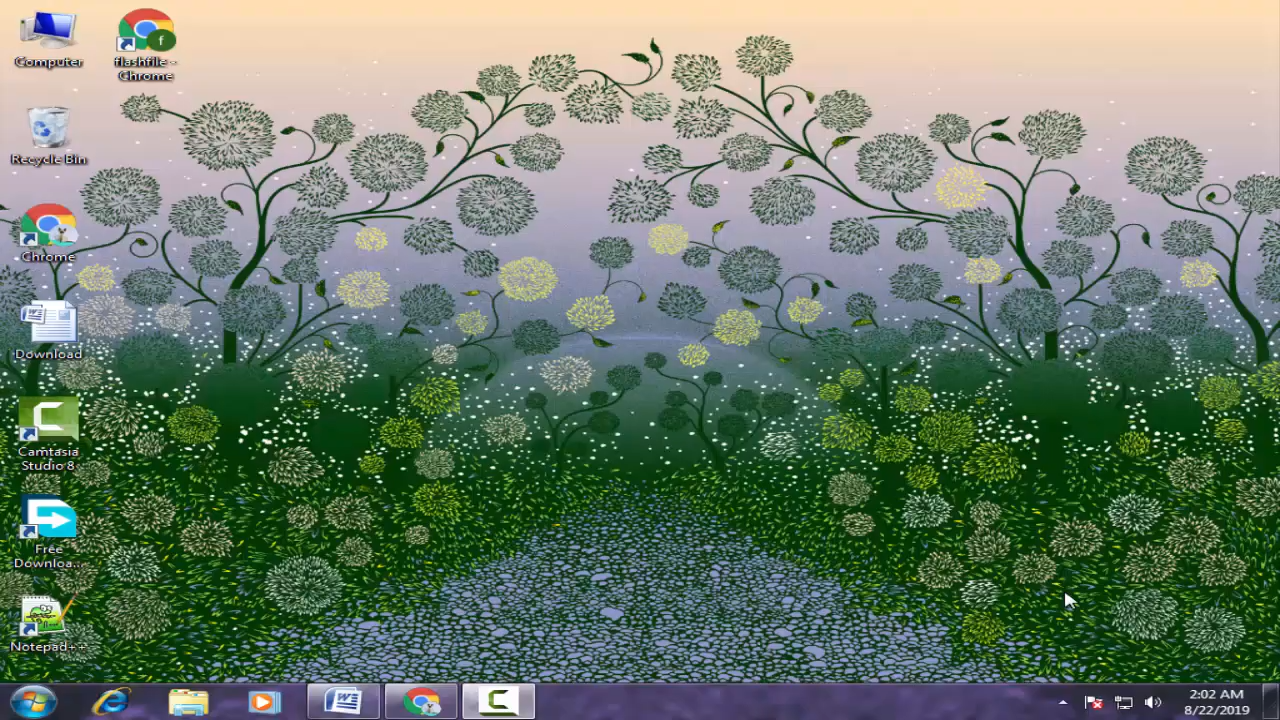 Computer
flashfile -
Chrome
Recycle Bin
Chrome
Download
Camtasia
Studio 8
Free
Downloa...
Notepad++
2:02 AM
8/22/2019